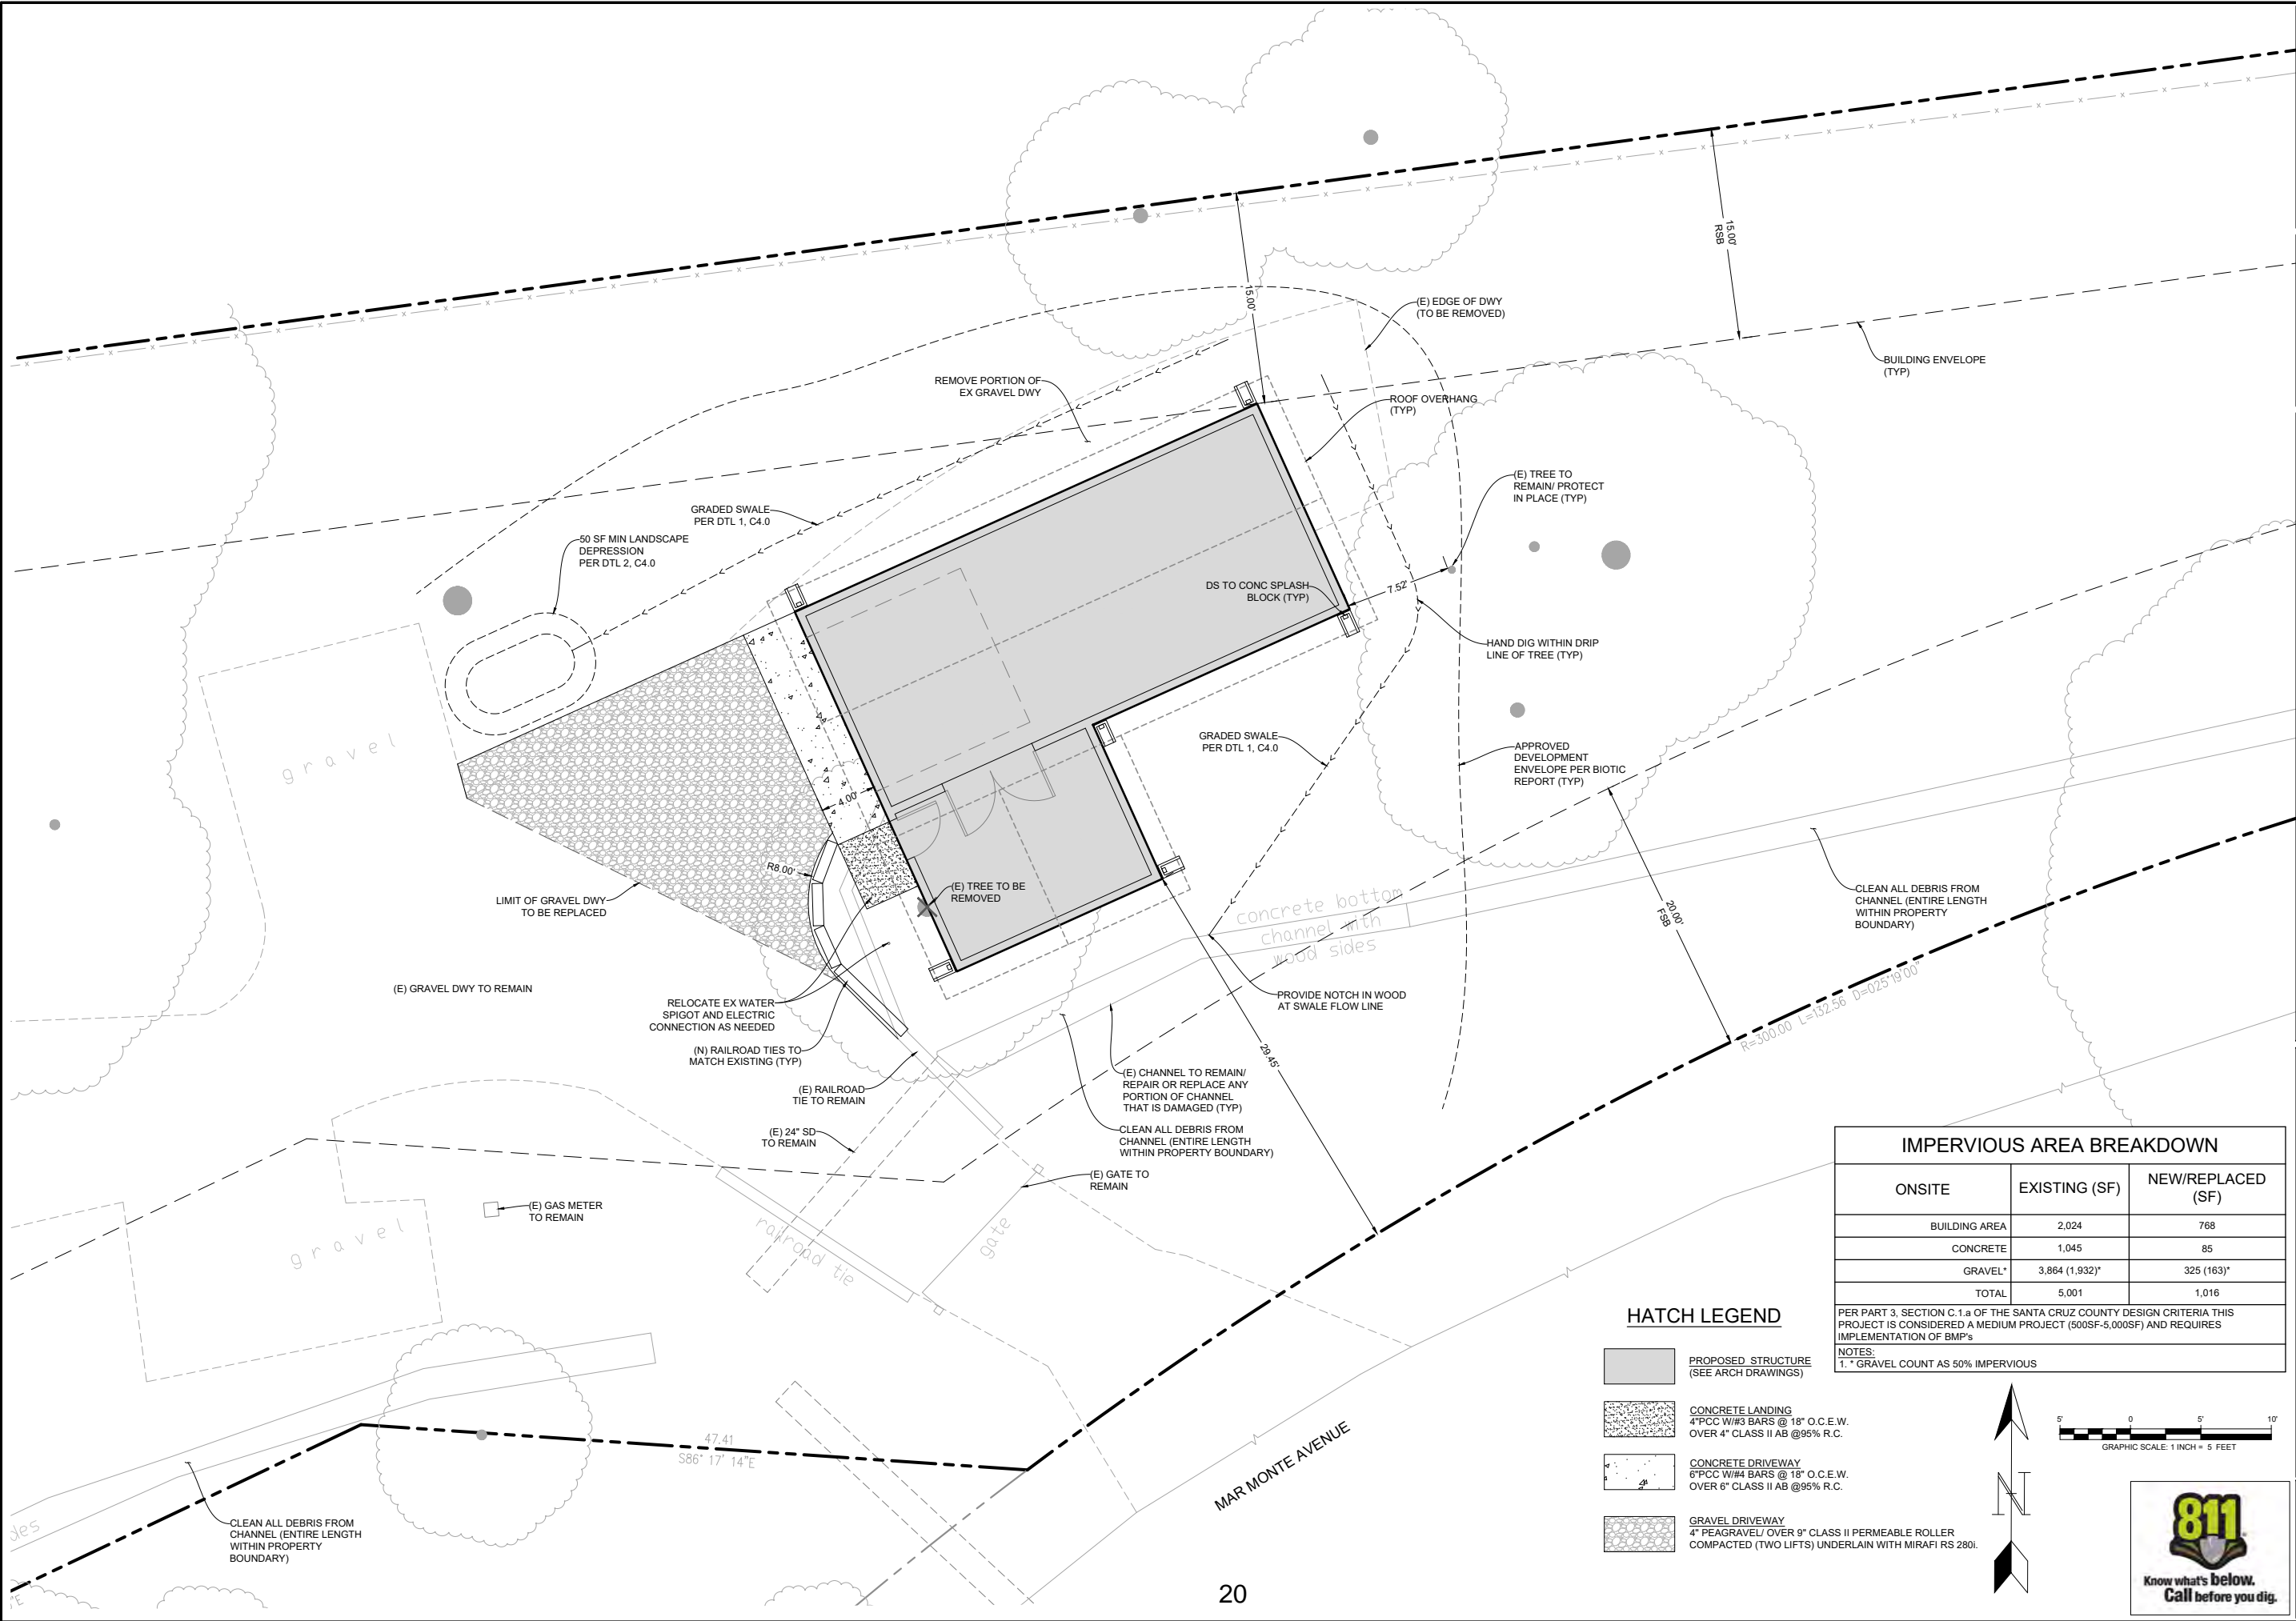 15.00'
RSB
15.00'
(E) EDGE OF DWY
(TO BE REMOVED)
BUILDING ENVELOPE
(TYP)
REMOVE PORTION OF
EX GRAVEL DWY
ROOF OVERHANG
(TYP)
(E) TREE TO
REMAIN/ PROTECT
IN PLACE (TYP)
GRADED SWALE
PER DTL 1, C4.0
50 SF MIN LANDSCAPE
DEPRESSION
PER DTL 2, C4.0
DS TO CONC SPLASH
BLOCK (TYP)
7.52'
HAND DIG WITHIN DRIP
LINE OF TREE (TYP)
gravel
GRADED SWALE
PER DTL 1, C4.0
APPROVED
DEVELOPMENT
ENVELOPE PER BIOTIC
REPORT (TYP)
4.00'
R8.00'
(E) TREE TO BE
REMOVED
LIMIT OF GRAVEL DWY
TO BE REPLACED
concrete bottom
channel with
wood sides
20.00'
FSB
CLEAN ALL DEBRIS FROM
CHANNEL (ENTIRE LENGTH
WITHIN PROPERTY
BOUNDARY)
(E) GRAVEL DWY TO REMAIN
RELOCATE EX WATER
SPIGOT AND ELECTRIC
CONNECTION AS NEEDED
PROVIDE NOTCH IN WOOD
AT SWALE FLOW LINE
R=300.00 L=132.56 D=025°19'00"
(N) RAILROAD TIES TO
MATCH EXISTING (TYP)
29.45'
(E) RAILROAD
TIE TO REMAIN
(E) CHANNEL TO REMAIN/
REPAIR OR REPLACE ANY
PORTION OF CHANNEL
THAT IS DAMAGED (TYP)
(E) 24" SD
TO REMAIN
CLEAN ALL DEBRIS FROM
CHANNEL (ENTIRE LENGTH
WITHIN PROPERTY BOUNDARY)
(E) GATE TO
REMAIN
(E) GAS METER
TO REMAIN
gravel
railroad tie
gate
47.41
S86° 17' 14"E
MAR MONTE AVENUE
CLEAN ALL DEBRIS FROM
CHANNEL (ENTIRE LENGTH
WITHIN PROPERTY
BOUNDARY)
IMPERVIOUS AREA BREAKDOWN
ONSITE EXISTING (SF) NEW/REPLACED (SF)
BUILDING AREA 2,024 768
CONCRETE 1,045 85
GRAVEL* 3,864 (1,932)* 325 (163)*
TOTAL 5,001 1,016
PER PART 3, SECTION C.1.a OF THE SANTA CRUZ COUNTY DESIGN CRITERIA THIS
PROJECT IS CONSIDERED A MEDIUM PROJECT (500SF-5,000SF) AND REQUIRES
IMPLEMENTATION OF BMP's
NOTES:
1. * GRAVEL COUNT AS 50% IMPERVIOUS
HATCH LEGEND
PROPOSED STRUCTURE
(SEE ARCH DRAWINGS)
CONCRETE LANDING
4"PCC W/#3 BARS @ 18" O.C.E.W.
OVER 4" CLASS II AB @95% R.C.
CONCRETE DRIVEWAY
6"PCC W/#4 BARS @ 18" O.C.E.W.
OVER 6" CLASS II AB @95% R.C.
GRAVEL DRIVEWAY
4" PEAGRAVEL/ OVER 9" CLASS II PERMEABLE ROLLER
COMPACTED (TWO LIFTS) UNDERLAIN WITH MIRAFI RS 280i.
N
5' 0 5' 10'
GRAPHIC SCALE: 1 INCH = 5 FEET
811
Know what's below.
Call before you dig.
20